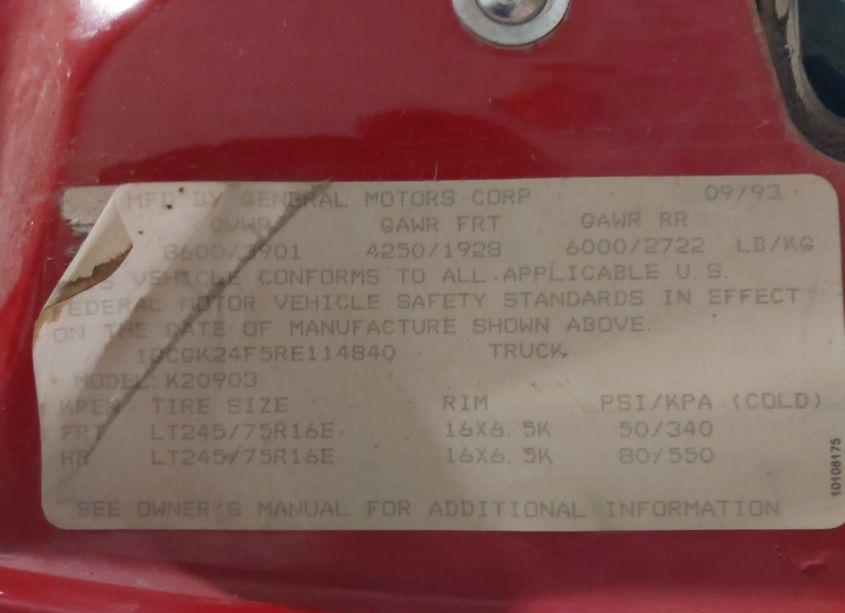 MFD BY GENERAL MOTORS CORP 09/93
GVWR GAWR FRT GAWR RR
8600/3901 4250/1928 6000/2722 LB/KG
S VEHICLE CONFORMS TO ALL APPLICABLE U.S.
FEDERAL MOTOR VEHICLE SAFETY STANDARDS IN EFFECT
ON THE DATE OF MANUFACTURE SHOWN ABOVE.
1GCGK24F5RE114840 TRUCK
MODEL: K20903
TIRE SIZE RIM PSI/KPA (COLD)
FRT LT245/75R16E 16X6.5K 50/340
RR LT245/75R16E 16X6.5K 80/550
SEE OWNER'S MANUAL FOR ADDITIONAL INFORMATION
10108175